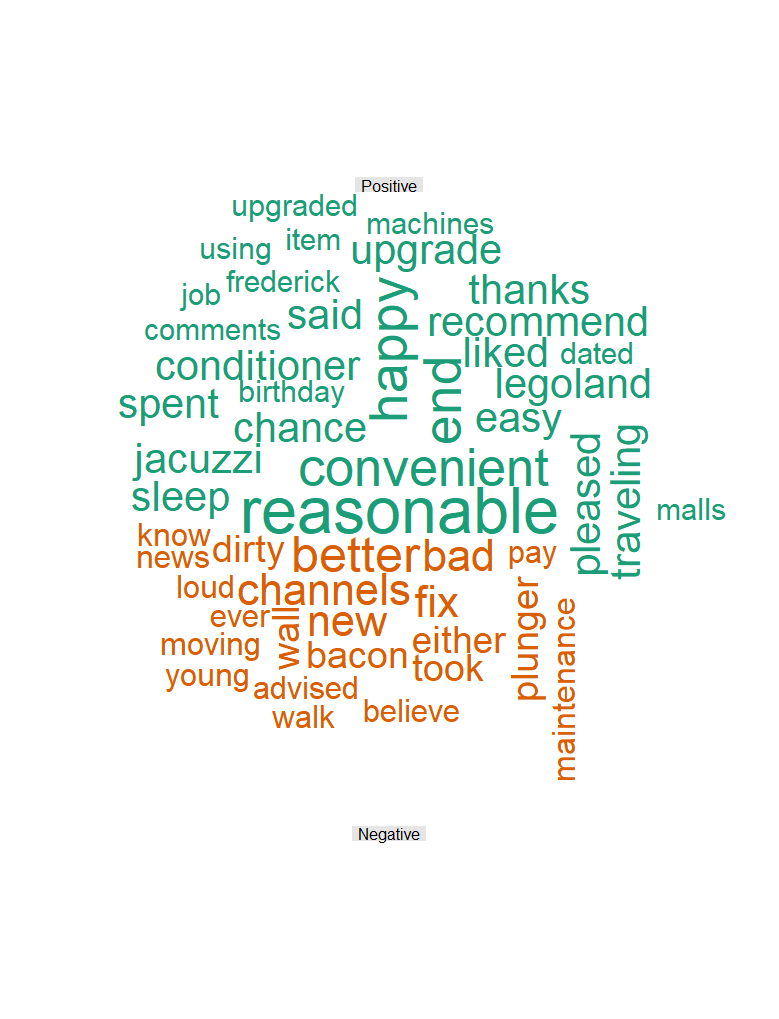 Positive
upgraded
machines
item
using
upgrade
frederick
job
thanks
happy
said
recommend
comments
liked
dated
end
conditioner
legoland
birthday
spent
easy
chance
jacuzzi
convenient
pleased
traveling
sleep
reasonable
malls
know
news
dirty
better
bad
pay
loud
channels
fix
plunger
maintenance
ever
wall
new
either
moving
bacon
took
young
advised
walk
believe
Negative